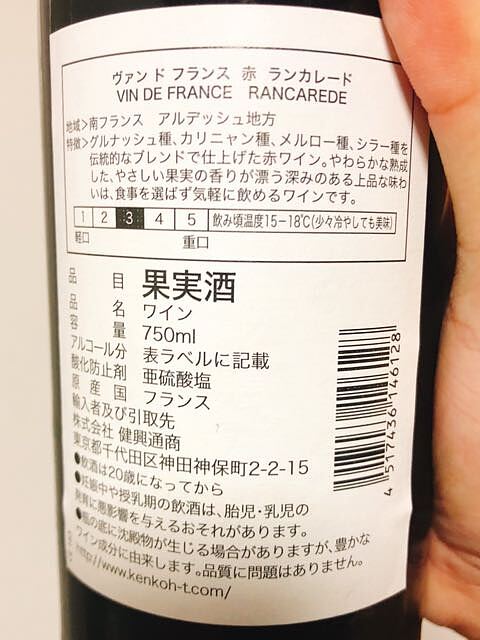 ヴァン ド フランス 赤 ランカレード
VIN DE FRANCE RANCAREDE
地域>南フランス アルデッシュ地方
特徴>グルナッシュ種、カリニャン種、メルロー種、シラー種を
伝統的なブレンドで仕上げた赤ワイン。やわらかな熟成
した、やさしい果実の香りが漂う深みのある上品な味わ
いは、食事を選ばず気軽に飲めるワインです。
1 2 3 4 5 飲み頃温度15−18℃(少々冷やしても美味)
軽口 重口
品目 果実酒
品名 ワイン
容量 750ml
アルコール分 表ラベルに記載
酸化防止剤 亜硫酸塩
原産国 フランス
輸入者及び引取先
株式会社 健興通商
東京都千代田区神田神保町2-2-15
●飲酒は20歳になってから
●妊娠中や授乳期の飲酒は、胎児・乳児の
発育に悪影響を与えるおそれがあります。
●瓶の底に沈殿物が生じる場合がありますが、豊かな
ワイン成分に由来します。品質に問題はありません。
http://www.kenkoh-t.com/
4 517436 146128